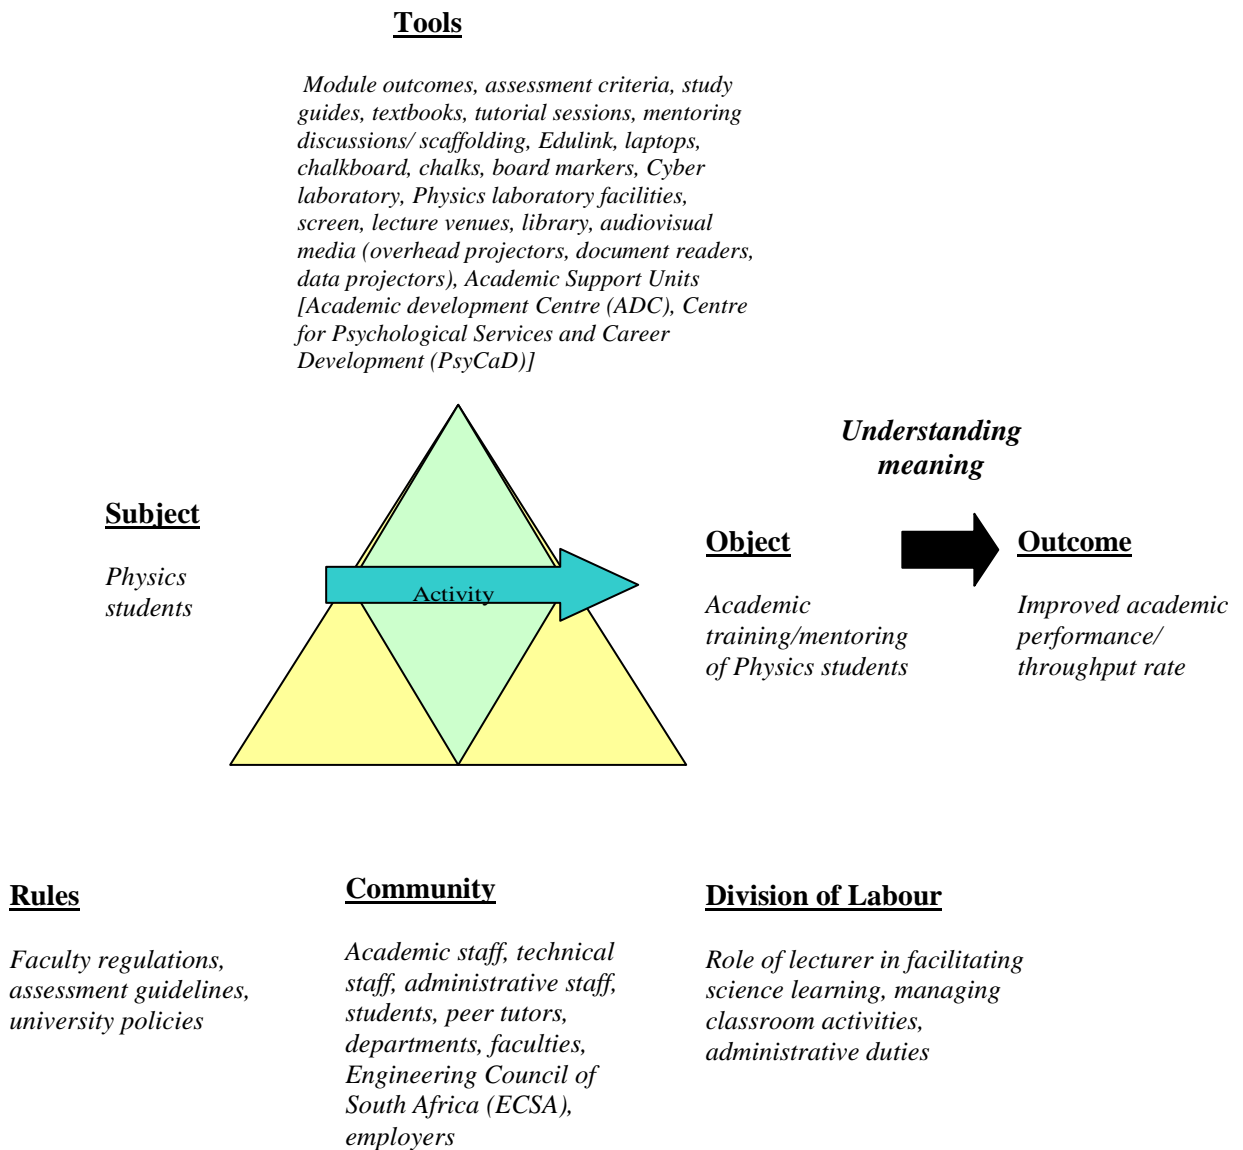 Tools
Module outcomes, assessment criteria, study
guides, textbooks, tutorial sessions, mentoring
discussions/ scaffolding, Edulink, laptops,
chalkboard, chalks, board markers, Cyber
laboratory, Physics laboratory facilities,
screen, lecture venues, library, audiovisual
media (overhead projectors, document readers,
data projectors), Academic Support Units
[Academic development Centre (ADC), Centre
for Psychological Services and Career
Development (PsyCaD)]
Understanding
meaning
Subject
Physics
students
Activity
Object
Academic
training/mentoring
of Physics students
Outcome
Improved academic
performance/
throughput rate
Rules
Faculty regulations,
assessment guidelines,
university policies
Community
Academic staff, technical
staff, administrative staff,
students, peer tutors,
departments, faculties,
Engineering Council of
South Africa (ECSA),
employers
Division of Labour
Role of lecturer in facilitating
science learning, managing
classroom activities,
administrative duties